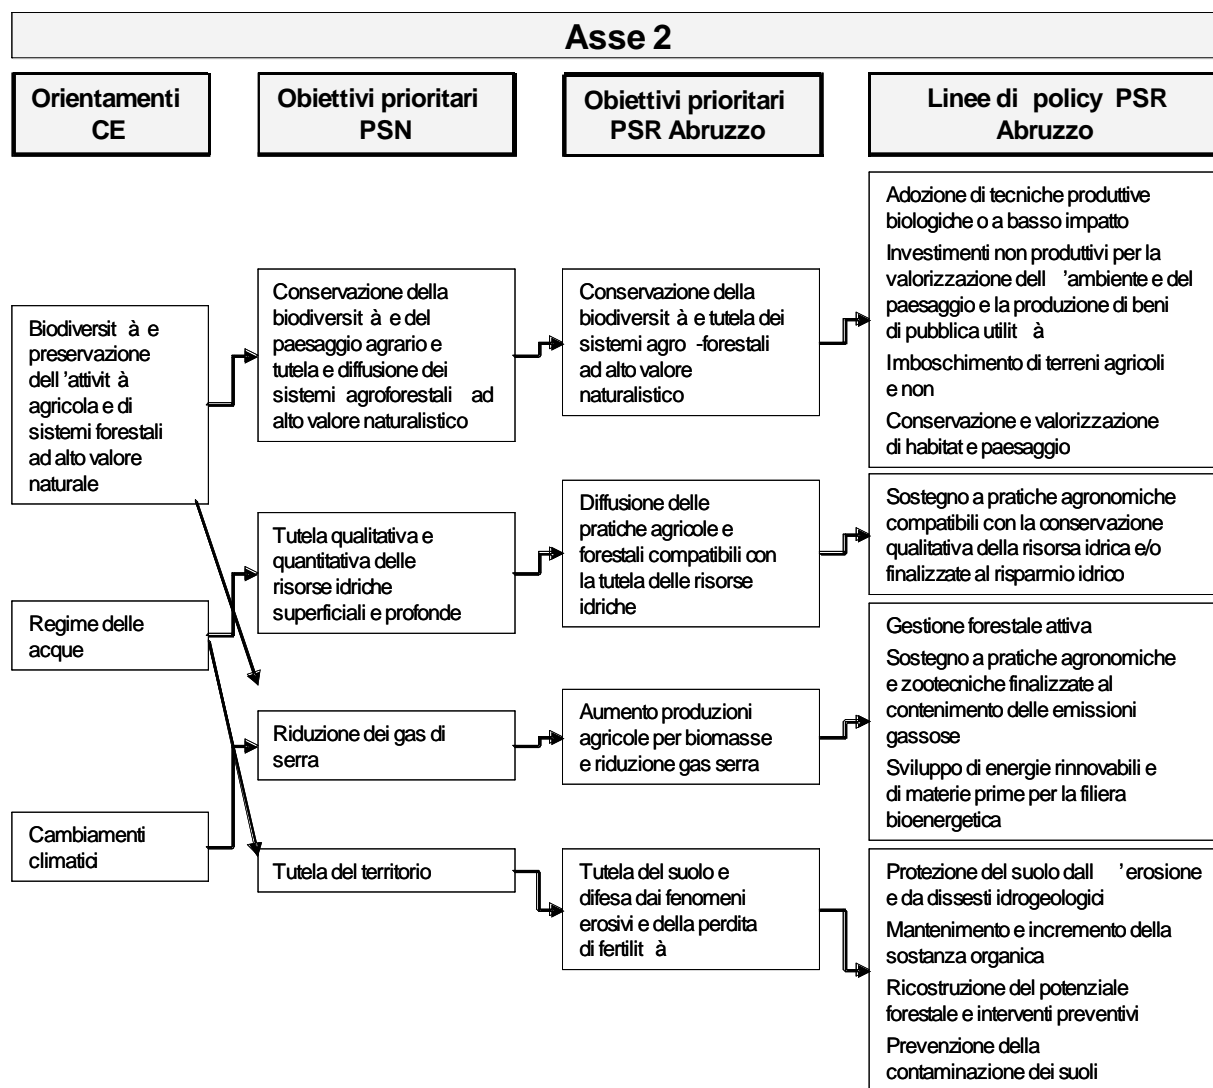 Asse 2
Orientamenti
CE
Obiettivi prioritari
PSN
Obiettivi prioritari
PSR Abruzzo
Linee di policy PSR
Abruzzo
Biodiversità e
preservazione
dell'attività
agricola e di
sistemi forestali
ad alto valore
naturale
Regime delle
acque
Cambiamenti
climatici
Conservazione della
biodiversità e del
paesaggio agrario e
tutela e diffusione dei
sistemi agroforestali ad
alto valore naturalistico
Tutela qualitativa e
quantitativa delle
risorse idriche
superficiali e profonde
Riduzione dei gas di
serra
Tutela del territorio
Conservazione della
biodiversità e tutela dei
sistemi agro-forestali
ad alto valore
naturalistico
Diffusione delle
pratiche agricole e
forestali compatibili con
la tutela delle risorse
idriche
Aumento produzioni
agricole per biomasse
e riduzione gas serra
Tutela del suolo e
difesa dai fenomeni
erosivi e della perdita
di fertilità
Adozione di tecniche produttive
biologiche o a basso impatto
Investimenti non produttivi per la
valorizzazione dell'ambiente e del
paesaggio e la produzione di beni
di pubblica utilità
Imboschimento di terreni agricoli
e non
Conservazione e valorizzazione
di habitat e paesaggio
Sostegno a pratiche agronomiche
compatibili con la conservazione
qualitativa della risorsa idrica e/o
finalizzate al risparmio idrico
Gestione forestale attiva
Sostegno a pratiche agronomiche
e zootecniche finalizzate al
contenimento delle emissioni
gassose
Sviluppo di energie rinnovabili e
di materie prime per la filiera
bioenergetica
Protezione del suolo dall'erosione
e da dissesti idrogeologici
Mantenimento e incremento della
sostanza organica
Ricostruzione del potenziale
forestale e interventi preventivi
Prevenzione della
contaminazione dei suoli